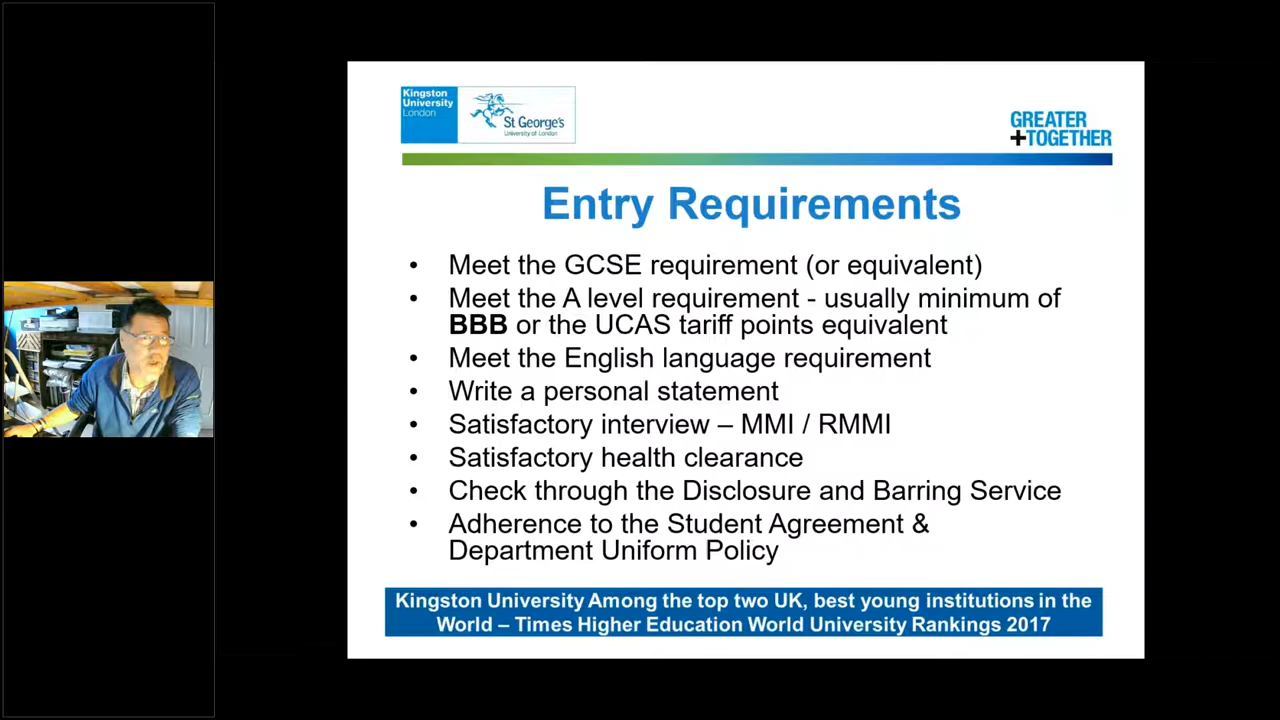 Kingston
University
London
St George's
University of London
GREATER
+TOGETHER
Entry Requirements
• Meet the GCSE requirement (or equivalent)
• Meet the A level requirement - usually minimum of
BBB or the UCAS tariff points equivalent
• Meet the English language requirement
• Write a personal statement
• Satisfactory interview – MMI / RMMI
• Satisfactory health clearance
• Check through the Disclosure and Barring Service
• Adherence to the Student Agreement &
Department Uniform Policy
Kingston University Among the top two UK, best young institutions in the
World – Times Higher Education World University Rankings 2017